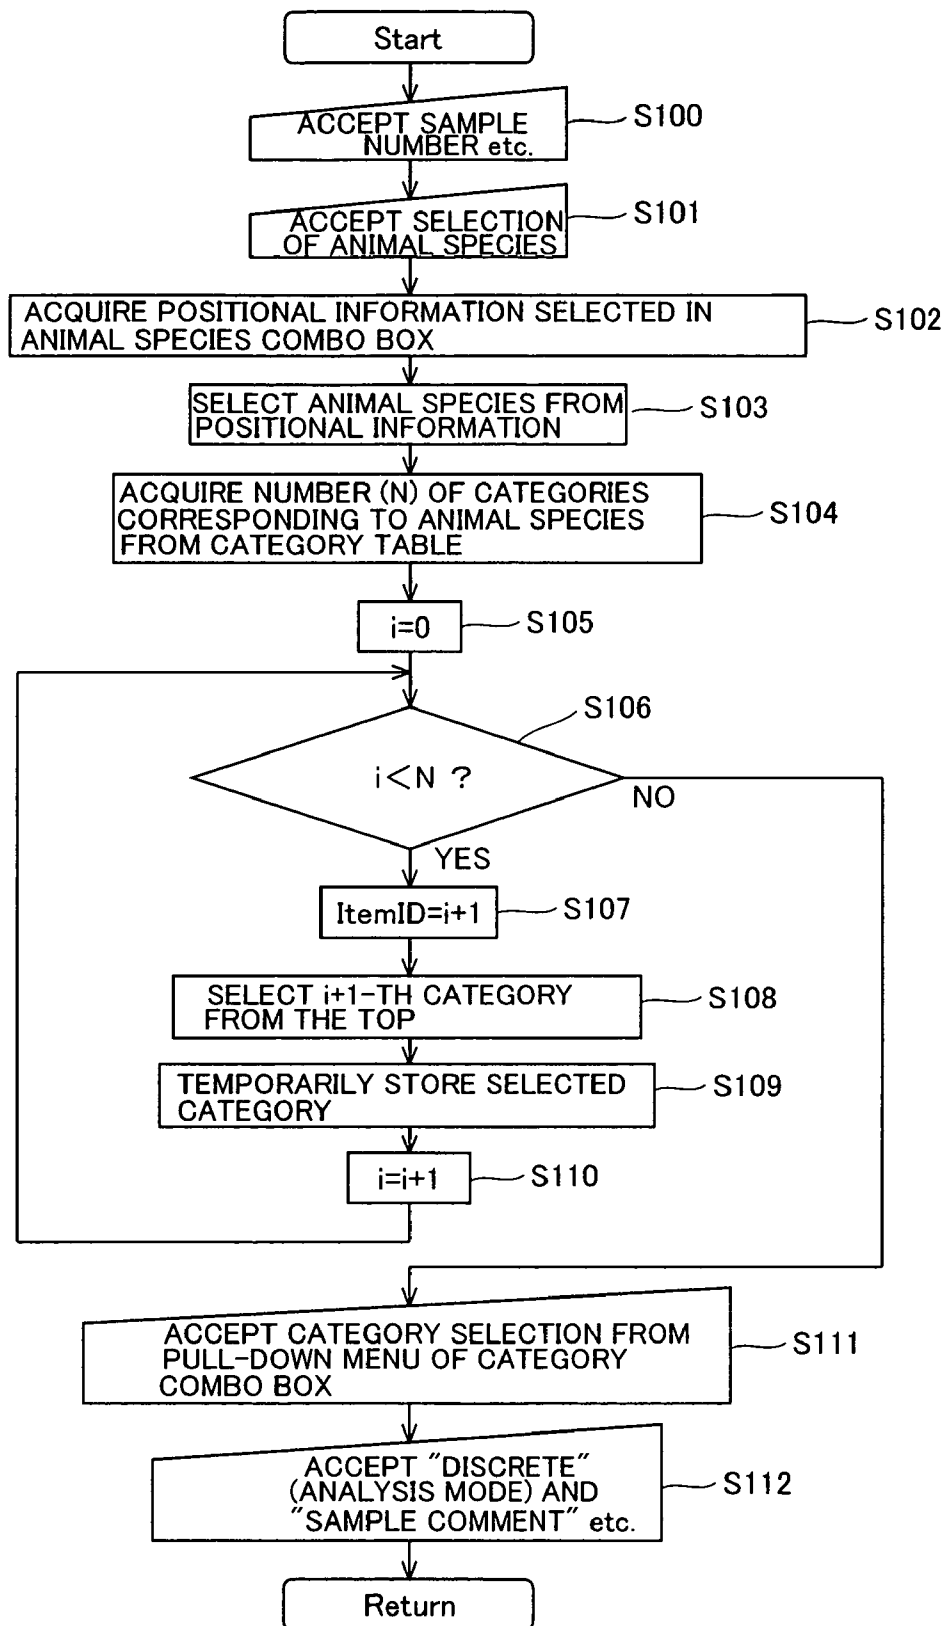 Start
ACCEPT SAMPLE
NUMBER etc.
S100
ACCEPT SELECTION
OF ANIMAL SPECIES
S101
ACQUIRE POSITIONAL INFORMATION SELECTED IN
ANIMAL SPECIES COMBO BOX
S102
SELECT ANIMAL SPECIES FROM
POSITIONAL INFORMATION
S103
ACQUIRE NUMBER (N) OF CATEGORIES
CORRESPONDING TO ANIMAL SPECIES
FROM CATEGORY TABLE
S104
i=0
S105
S106
i<N ?
NO
YES
ItemID=i+1
S107
SELECT i+1-TH CATEGORY
FROM THE TOP
S108
TEMPORARILY STORE SELECTED
CATEGORY
S109
i=i+1
S110
ACCEPT CATEGORY SELECTION FROM
PULL-DOWN MENU OF CATEGORY
COMBO BOX
S111
ACCEPT "DISCRETE"
(ANALYSIS MODE) AND
"SAMPLE COMMENT" etc.
S112
Return